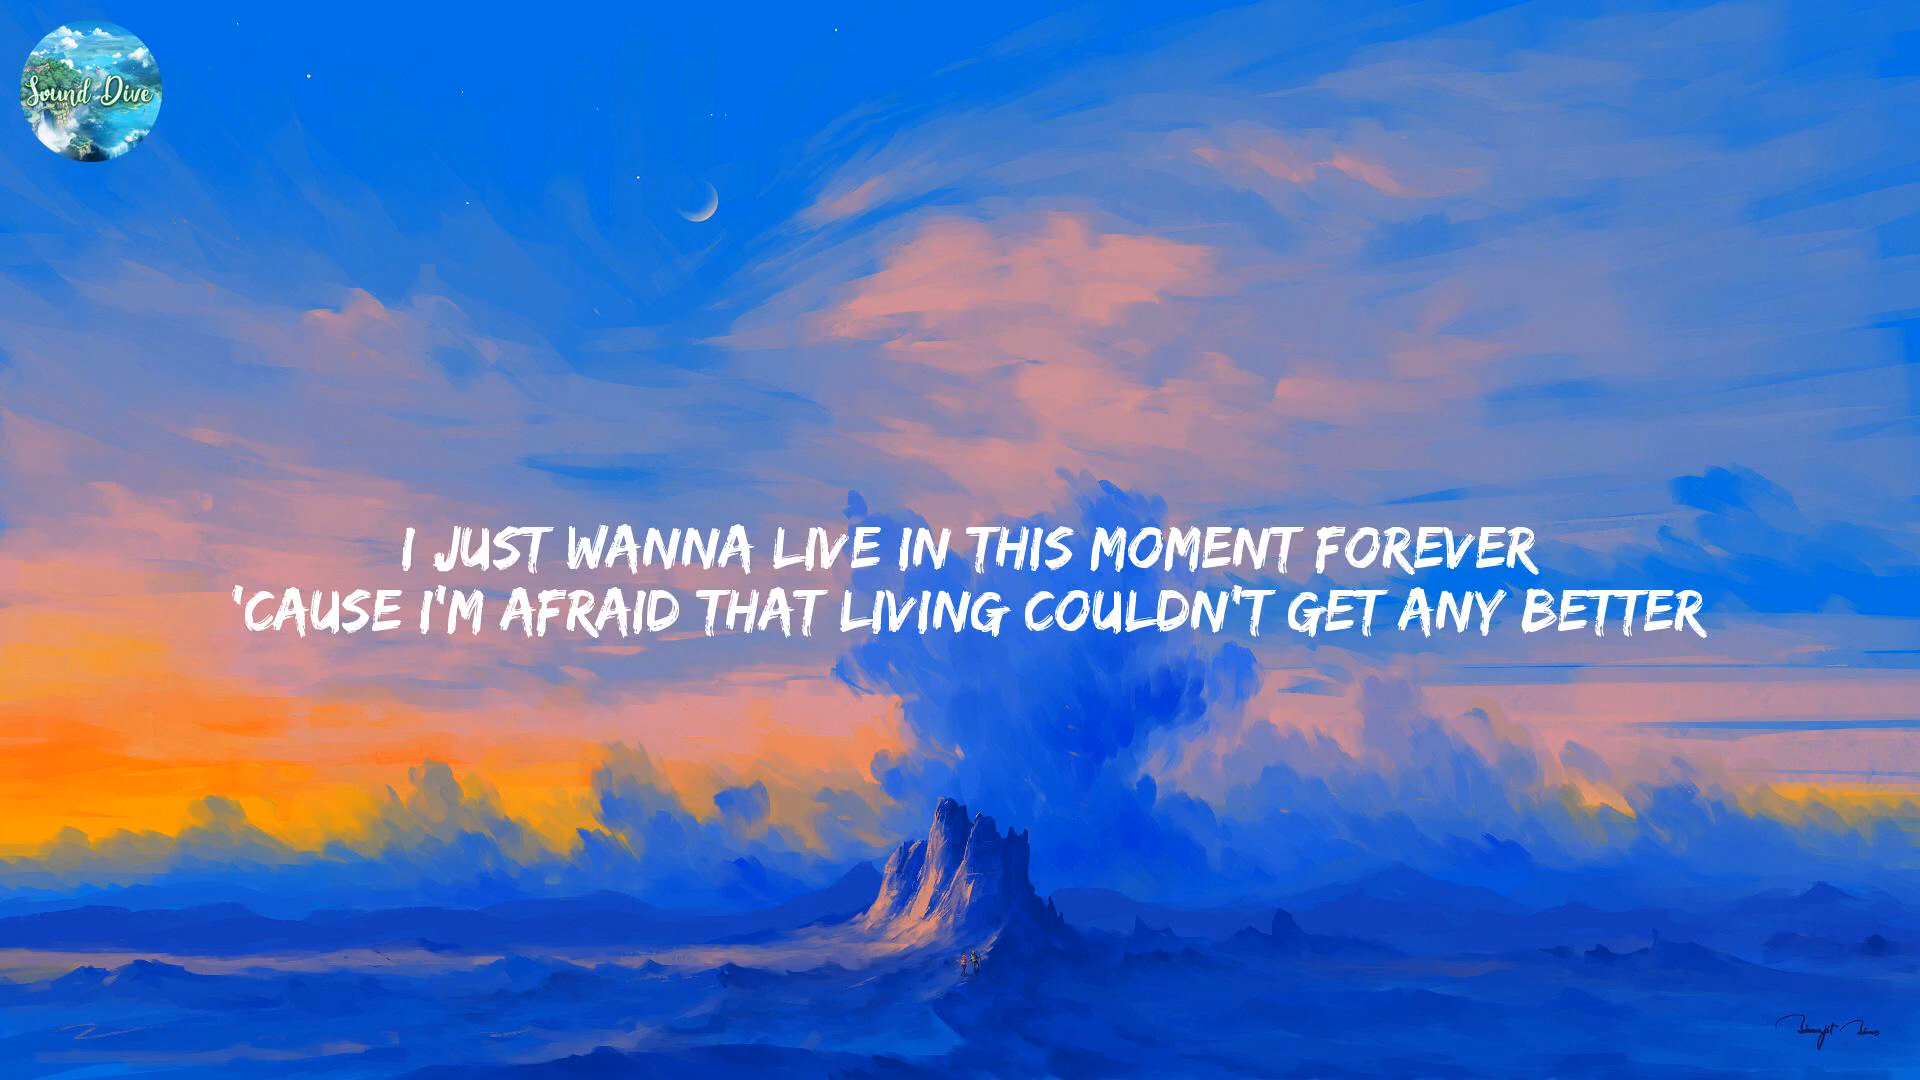 Sound Dive
I JUST WANNA LIVE IN THIS MOMENT FOREVER
'CAUSE I'M AFRAID THAT LIVING COULDN'T GET ANY BETTER